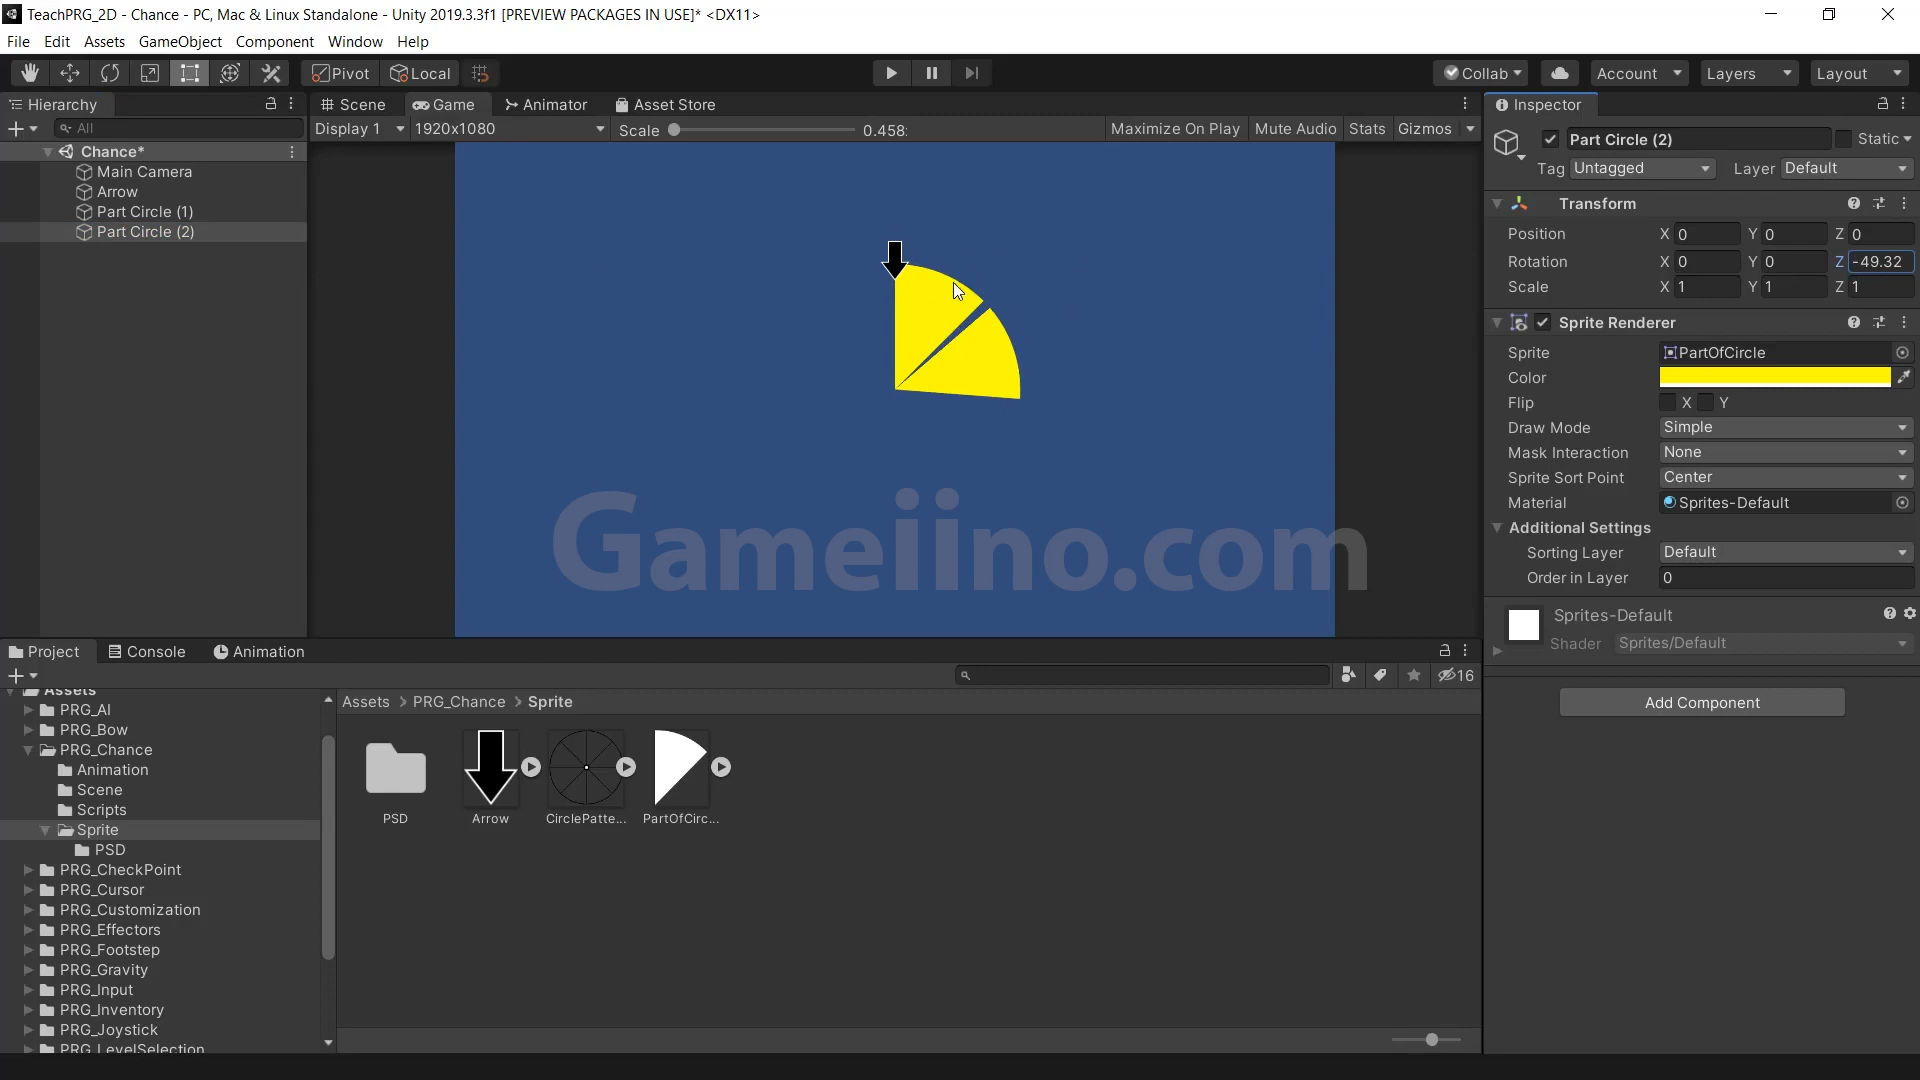 TeachPRG_2D - Chance - PC, Mac & Linux Standalone - Unity 2019.3.3f1 [PREVIEW PACKAGES IN USE]* <DX11>
File Edit Assets GameObject Component Window Help
Pivot Local Collab Account Layers Layout
Hierarchy
All
Chance*
Main Camera
Arrow
Part Circle (1)
Part Circle (2)
Scene Game Animator Asset Store
Display 1 1920x1080 Scale 0.458: Maximize On Play Mute Audio Stats Gizmos
Gameiino.com
Inspector
Part Circle (2) Static
Tag Untagged Layer Default
Transform
Position X 0 Y 0 Z 0
Rotation X 0 Y 0 Z -49.32
Scale X 1 Y 1 Z 1
Sprite Renderer
Sprite PartOfCircle
Color
Flip X Y
Draw Mode Simple
Mask Interaction None
Sprite Sort Point Center
Material Sprites-Default
Additional Settings
Sorting Layer Default
Order in Layer 0
Sprites-Default
Shader Sprites/Default
Add Component
Project Console Animation
16
Assets
PRG_AI
PRG_Bow
PRG_Chance
Animation
Scene
Scripts
Sprite
PSD
PRG_CheckPoint
PRG_Cursor
PRG_Customization
PRG_Effectors
PRG_Footstep
PRG_Gravity
PRG_Input
PRG_Inventory
PRG_Joystick
PRG_LevelSelection
Assets > PRG_Chance > Sprite
PSD Arrow CirclePatte... PartOfCirc...